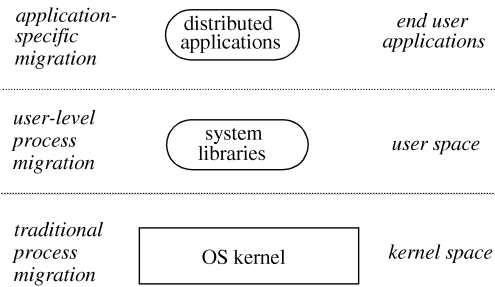 application-
specific
migration
distributed
applications
end user
applications
user-level
process
migration
system
libraries
user space
traditional
process
migration
OS kernel
kernel space